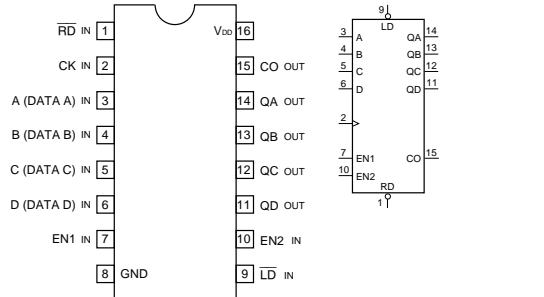 RD IN 1
CK IN 2
A (DATA A) IN 3
B (DATA B) IN 4
C (DATA C) IN 5
D (DATA D) IN 6
EN1 IN 7
8 GND
VDD 16
15 CO OUT
14 QA OUT
13 QB OUT
12 QC OUT
11 QD OUT
10 EN2 IN
9 LD IN
9
LD
3 A QA 14
4 B QB 13
5 C QC 12
6 D QD 11
2
7 EN1 CO 15
10 EN2
RD
1